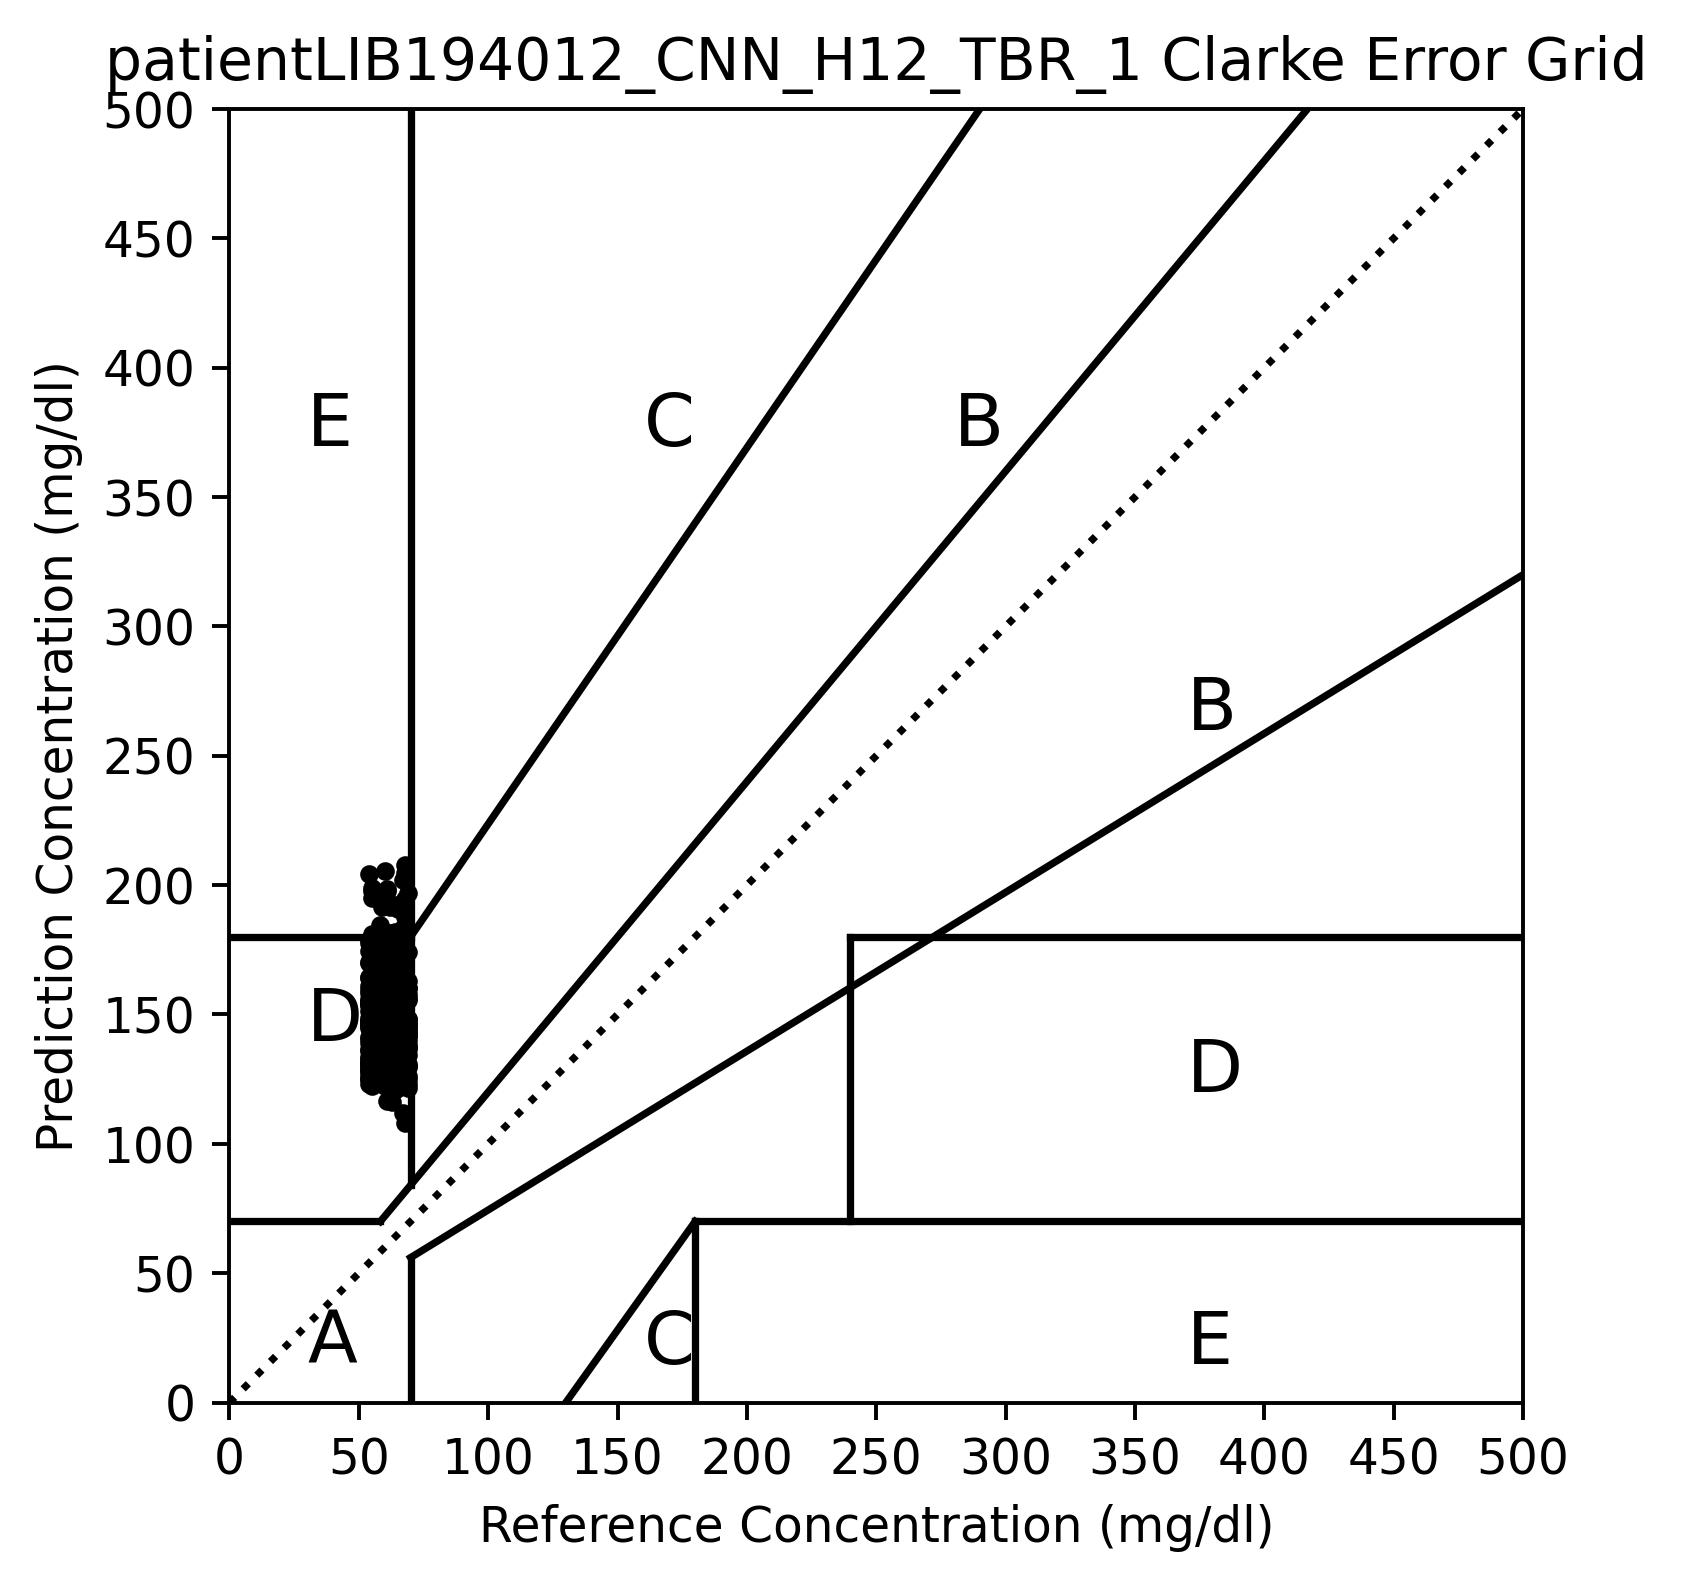 patientLIB194012_CNN_H12_TBR_1 Clarke Error Grid
500
450
400
350
300
250
200
150
100
50
0
Prediction Concentration (mg/dl)
E
C
B
B
D
D
A
C
E
0 50 100 150 200 250 300 350 400 450 500
Reference Concentration (mg/dl)